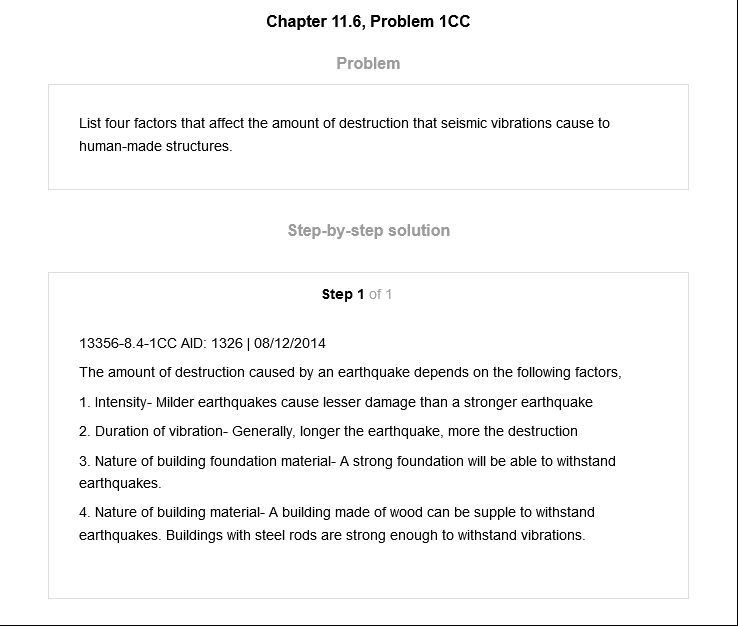 Chapter 11.6, Problem 1CC
Problem
List four factors that affect the amount of destruction that seismic vibrations cause to
human-made structures.
Step-by-step solution
Step 1 of 1
13356-8.4-1CC AID: 1326 | 08/12/2014
The amount of destruction caused by an earthquake depends on the following factors,
1. Intensity- Milder earthquakes cause lesser damage than a stronger earthquake
2. Duration of vibration- Generally, longer the earthquake, more the destruction
3. Nature of building foundation material- A strong foundation will be able to withstand
earthquakes.
4. Nature of building material- A building made of wood can be supple to withstand
earthquakes. Buildings with steel rods are strong enough to withstand vibrations.